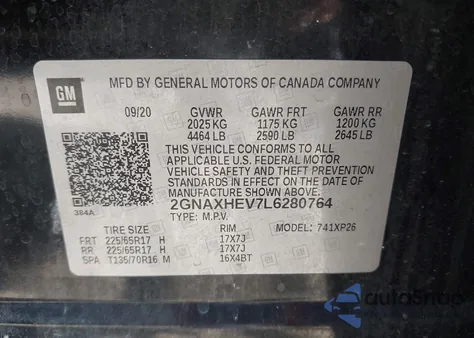 GM
MFD BY GENERAL MOTORS OF CANADA COMPANY
09/20 GVWR GAWR FRT GAWR RR
2025 KG 1175 KG 1200 KG
4464 LB 2590 LB 2645 LB
THIS VEHICLE CONFORMS TO ALL
APPLICABLE U.S. FEDERAL MOTOR
VEHICLE SAFETY AND THEFT PREVENTION
STANDARDS IN EFFECT ON THE DATE OF
MANUFACTURE SHOWN ABOVE.
384A
2GNAXHEV7L6280764
TYPE: M.P.V.
TIRE SIZE RIM MODEL: 741XP26
FRT 225/65R17 H 17X7J
RR 225/65R17 H 17X7J
SPA T135/70R16 M 16X4BT